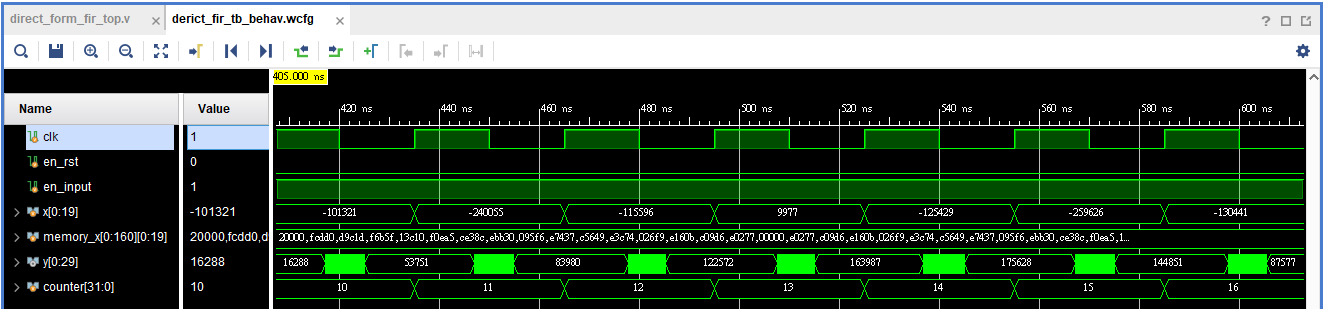 direct_form_fir_top.v × derict_fir_tb_behav.wcfg ×
405.000 ns
Name Value
420 ns 440 ns 460 ns 480 ns 500 ns 520 ns 540 ns 560 ns 580 ns 600 ns
clk 1
en_rst 0
en_input 1
x[0:19] -101321 -101321 -240055 -115596 9977 -125429 -259626 -130441
memory_x[0:160][0:19] 20000,fcdd0,d 20000,fcdd0,d9c1d,f6b5f,13c10,f0ea5,ce38c,ebb30,095f6,e7437,c5649,e3c74,026f9,e160b,c09d6,e0277,00000,e0277,c09d6,e160b,026f9,e3c74,c5649,e7437,095f6,ebb30,ce38c,f0ea5,1...
y[0:29] 16288 16288 53751 83980 122572 163987 175628 144851 87577
counter[31:0] 10 10 11 12 13 14 15 16